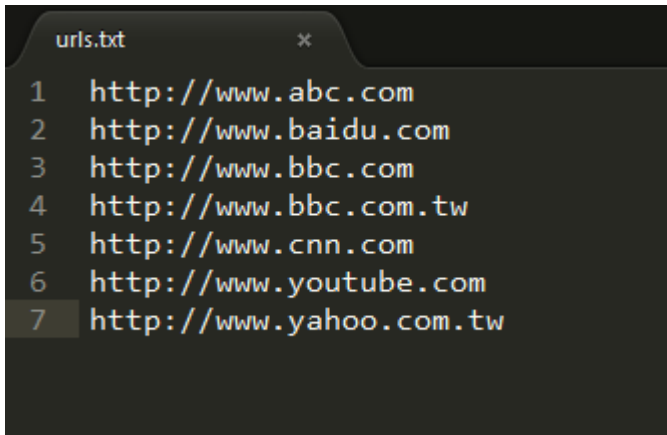 urls.txt ×
1 http://www.abc.com
2 http://www.baidu.com
3 http://www.bbc.com
4 http://www.bbc.com.tw
5 http://www.cnn.com
6 http://www.youtube.com
7 http://www.yahoo.com.tw